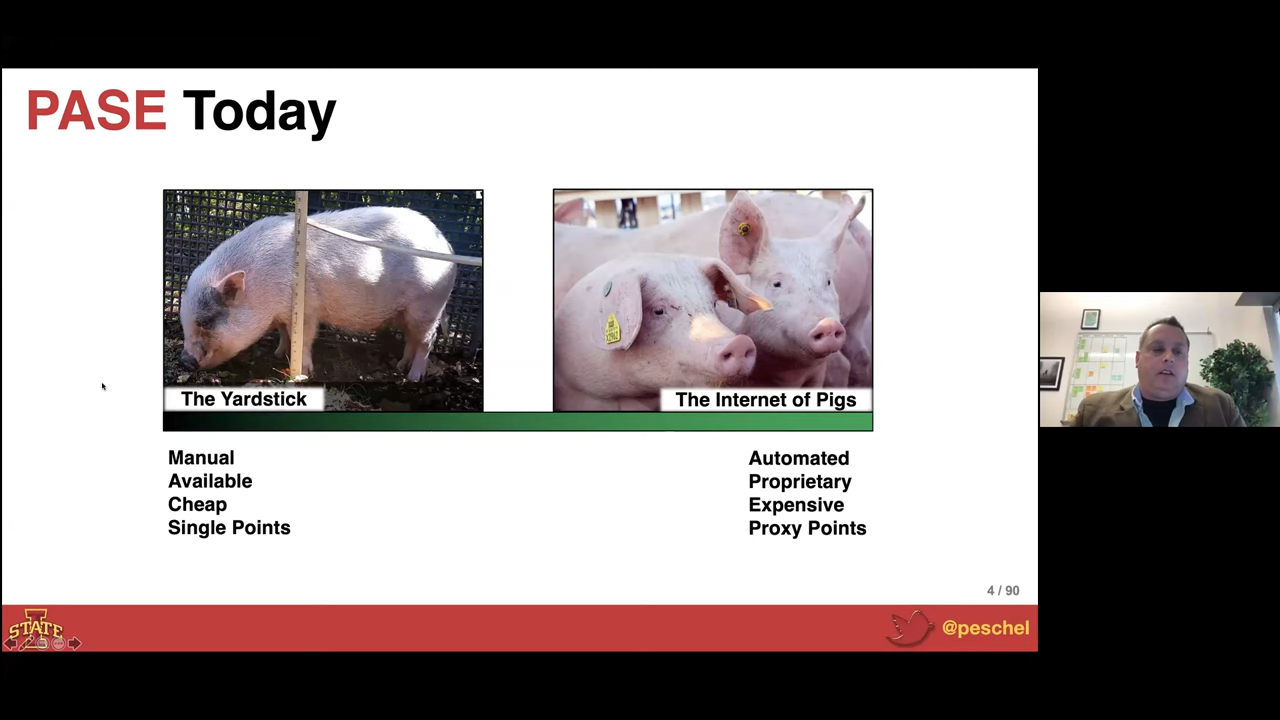 PASE Today
The Yardstick
The Internet of Pigs
Manual
Available
Cheap
Single Points
Automated
Proprietary
Expensive
Proxy Points
4 / 90
STATE
@peschel